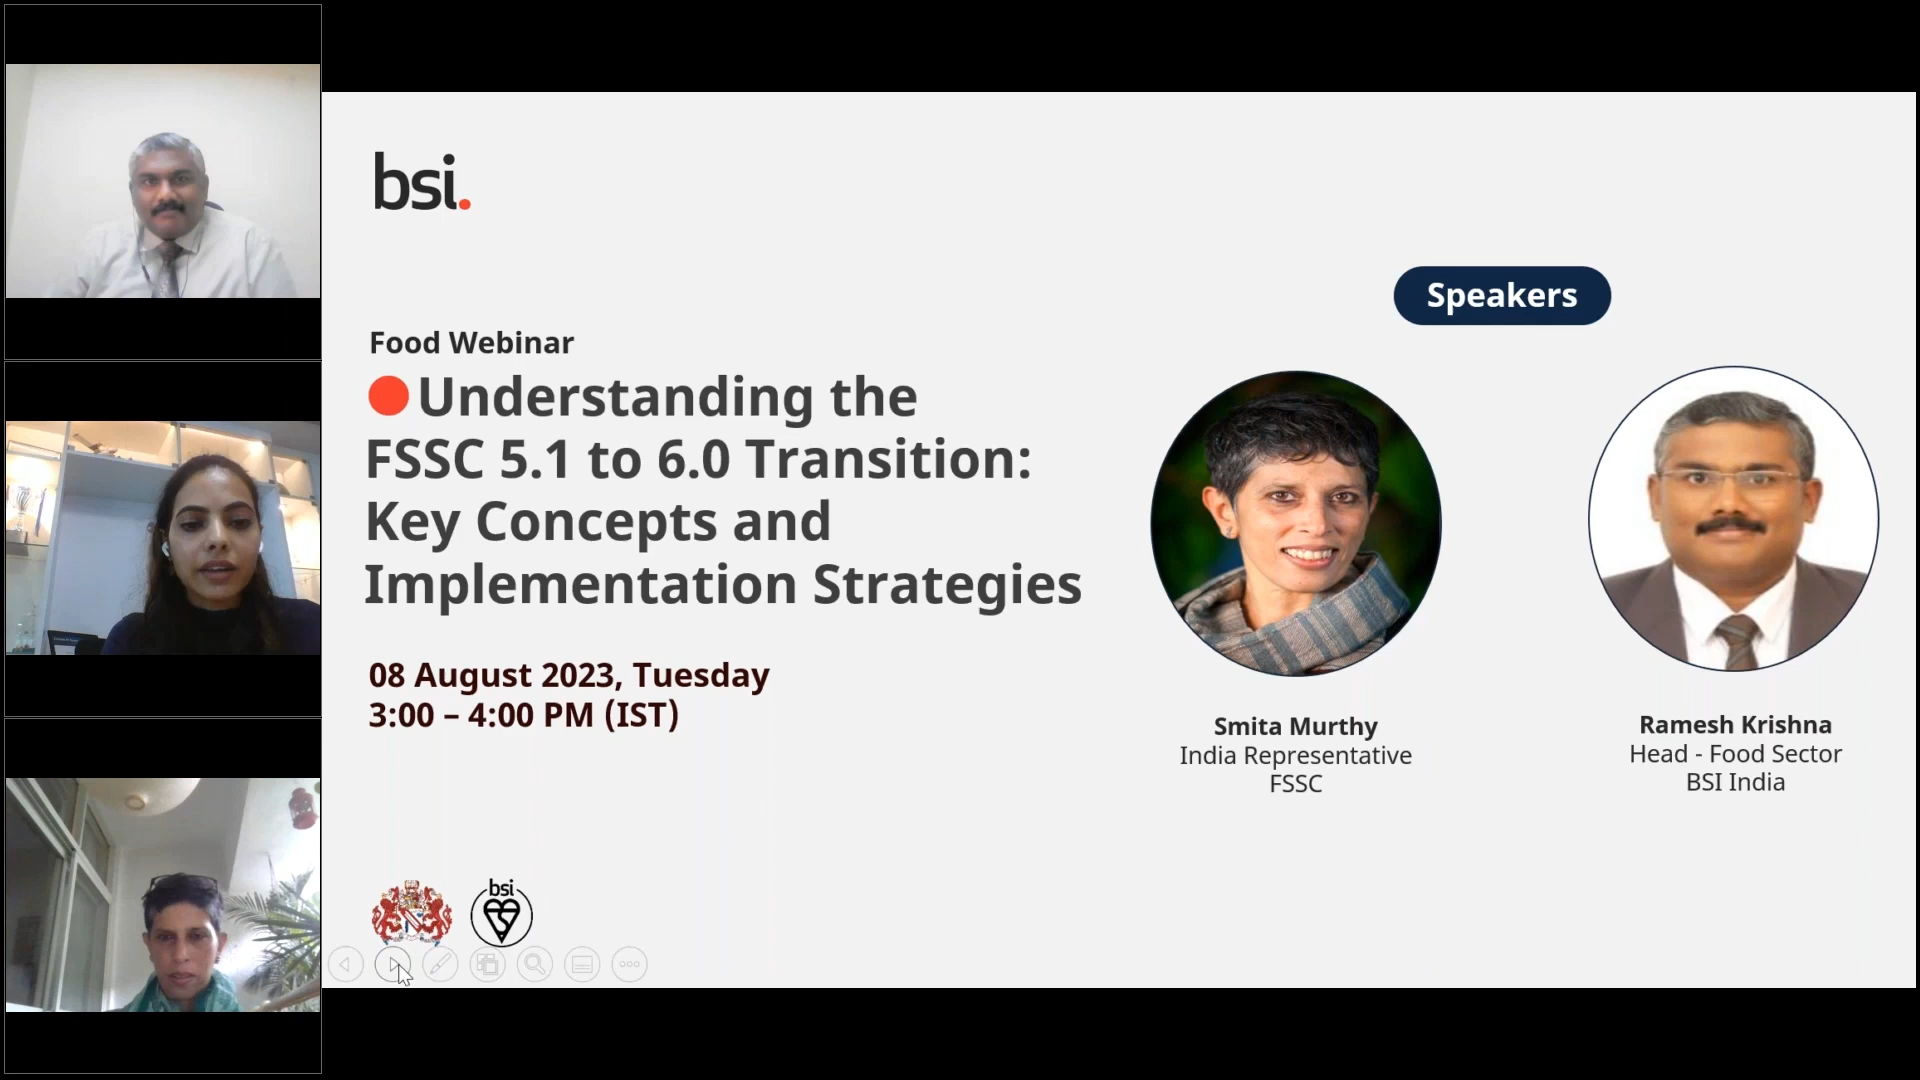 bsi.
Speakers
Food Webinar
Understanding the
FSSC 5.1 to 6.0 Transition:
Key Concepts and
Implementation Strategies
08 August 2023, Tuesday
3:00 – 4:00 PM (IST)
Smita Murthy
India Representative
FSSC
Ramesh Krishna
Head - Food Sector
BSI India
bsi